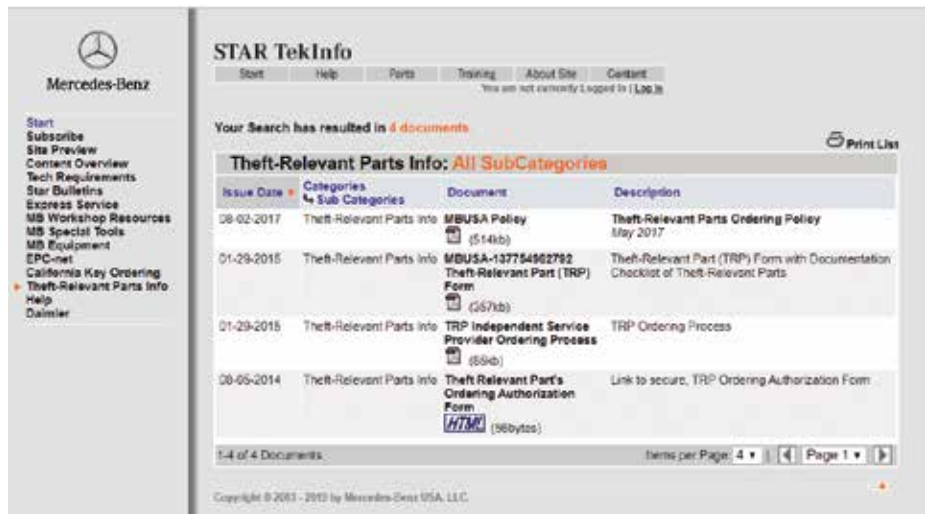 Mercedes-Benz
Start
Subscribe
Site Preview
Content Overview
Tech Requirements
Star Bulletins
Express Service
MB Workshop Resources
MB Special Tools
MB Equipment
EPC-net
California Key Ordering
Theft-Relevant Parts Info
Help
Daimler
STAR TekInfo
Start Help Parts Training About Site Content
You are not currently Logged In | Log In
Your Search has resulted in 4 documents
Print List
Theft-Relevant Parts Info: All SubCategories
Issue Date Categories Sub Categories Document Description
08-02-2017 Theft-Relevant Parts Info MBUSA Policy Theft-Relevant Parts Ordering Policy
(514kb) May 2017
01-29-2015 Theft-Relevant Parts Info MBUSA-137754962792 Theft-Relevant Part (TRP) Form with Documentation
Theft-Relevant Part (TRP) Checklist of Theft-Relevant Parts
Form
(357kb)
01-29-2015 Theft-Relevant Parts Info TRP Independent Service TRP Ordering Process
Provider Ordering Process
08-05-2014 Theft-Relevant Parts Info Theft Relevant Part's Link to secure, TRP Ordering Authorization Form
Ordering Authorization
Form
HTML (56bytes)
1-4 of 4 Documents Items per Page 4 | Page 1
by Mercedes-Benz USA, LLC.